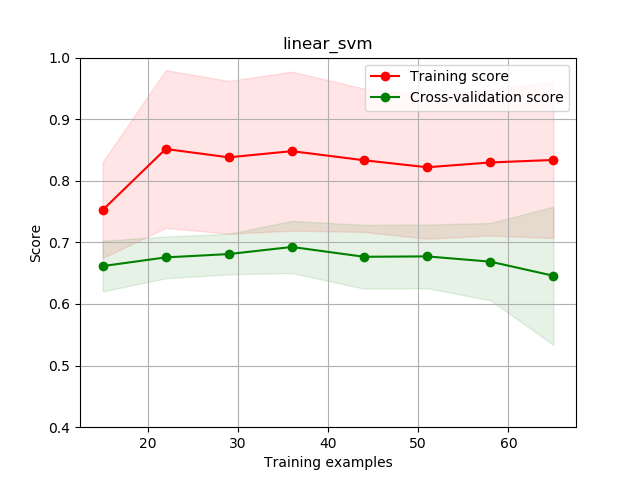 linear_svm
1.0
0.9
0.8
0.7
0.6
0.5
0.4
Score
Training score
Cross-validation score
20 30 40 50 60
Training examples